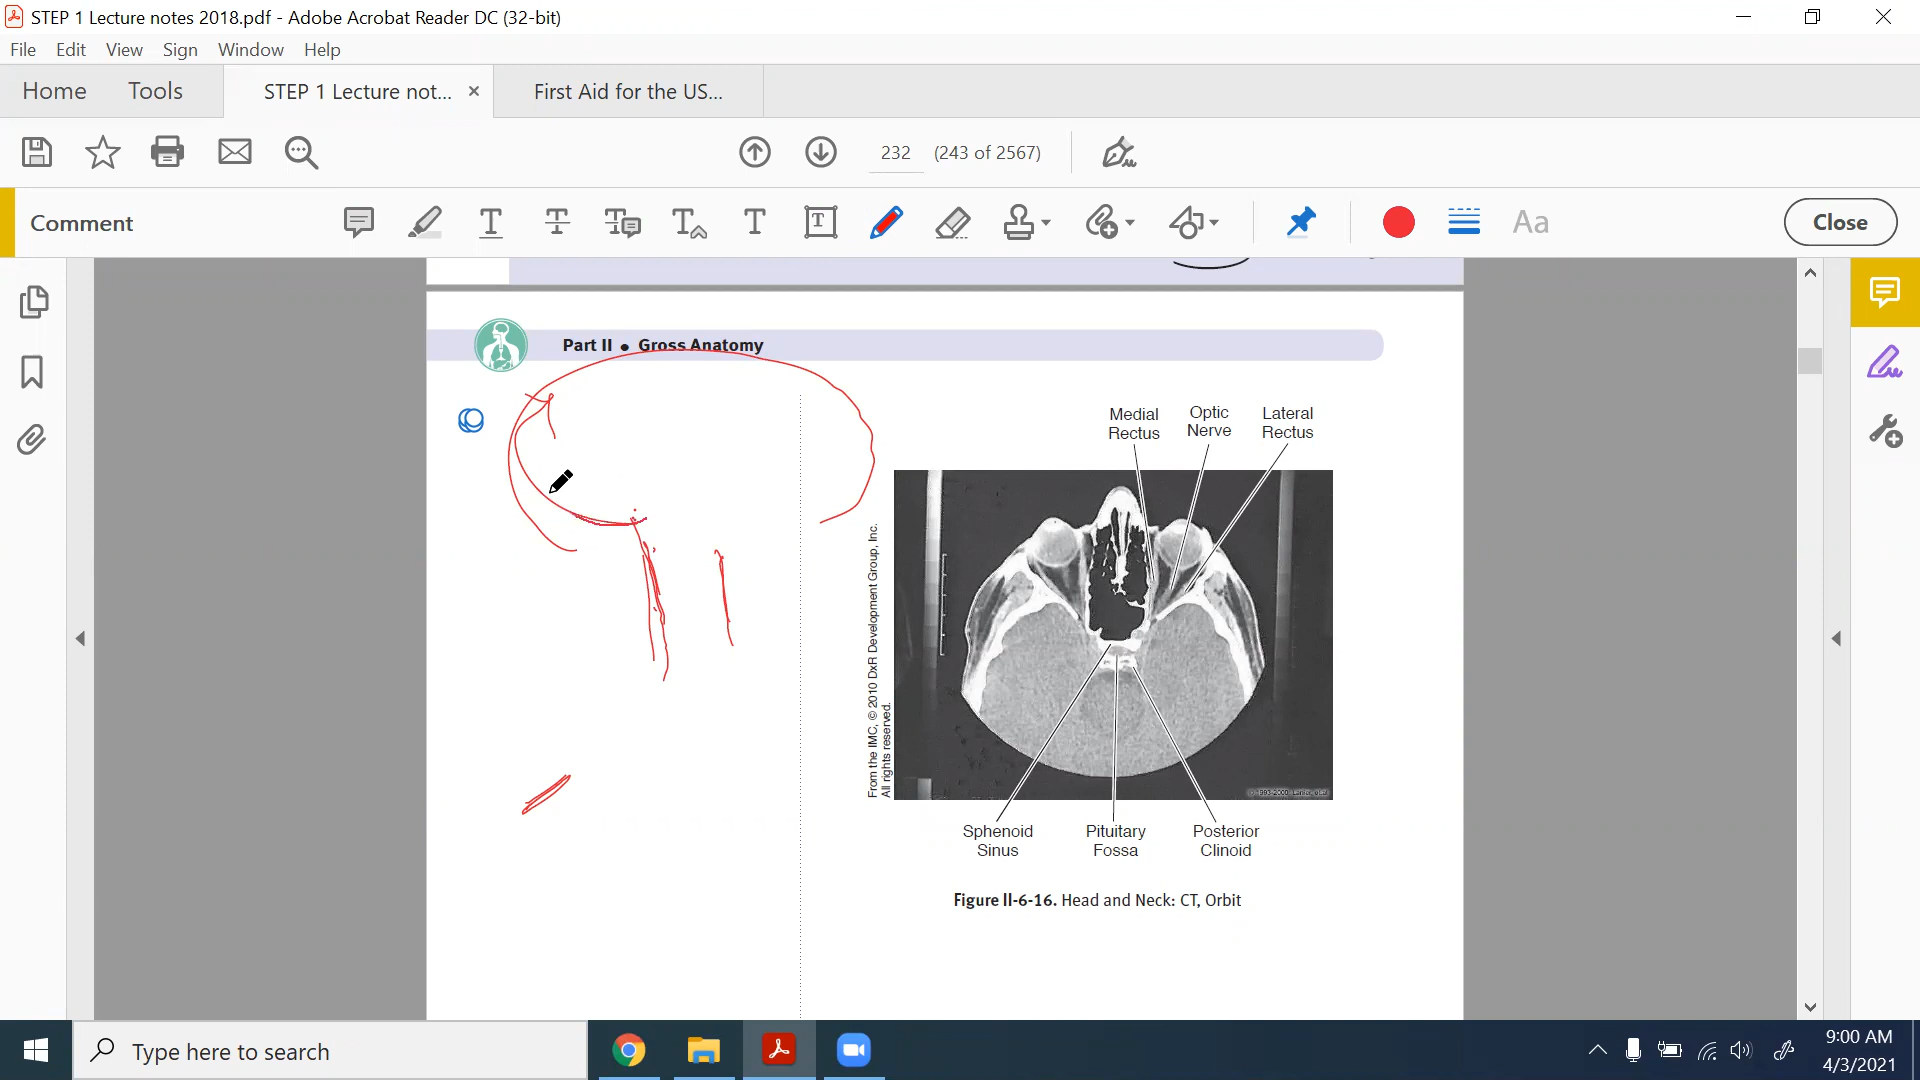 STEP 1 Lecture notes 2018.pdf - Adobe Acrobat Reader DC (32-bit)
File Edit View Sign Window Help
Home Tools STEP 1 Lecture not... × First Aid for the US...
232 (243 of 2567)
Comment T T T T T T Aa Close
Part II • Gross Anatomy
Medial Rectus
Optic Nerve
Lateral Rectus
From the IMC, © 2010 DxR Development Group, Inc.
All rights reserved.
Sphenoid Sinus
Pituitary Fossa
Posterior Clinoid
Figure II-6-16. Head and Neck: CT, Orbit
Type here to search
9:00 AM
4/3/2021